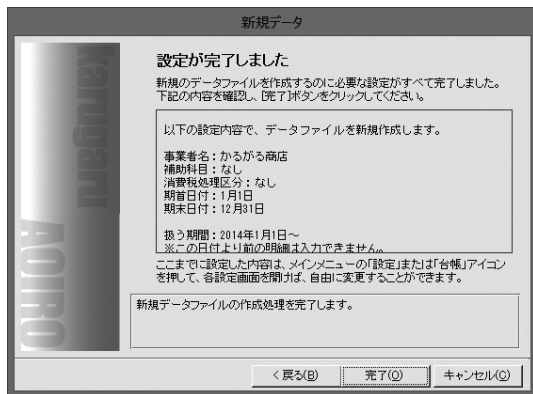 新規データ
karugaru
AOIRO
設定が完了しました
新規のデータファイルを作成するのに必要な設定がすべて完了しました。
下記の内容を確認し、[完了]ボタンをクリックしてください。
以下の設定内容で、データファイルを新規作成します。
事業者名：かるがる商店
補助科目：なし
消費税処理区分：なし
期首日付：1月1日
期末日付：12月31日
扱う期間：2014年1月1日～
※この日付より前の明細は入力できません。
ここまでに設定した内容は、メインメニューの「設定」または「台帳」アイコン
を押して、各設定画面を開けば、自由に変更することができます。
新規データファイルの作成処理を完了します。
< 戻る(B)
完了(O)
キャンセル(C)